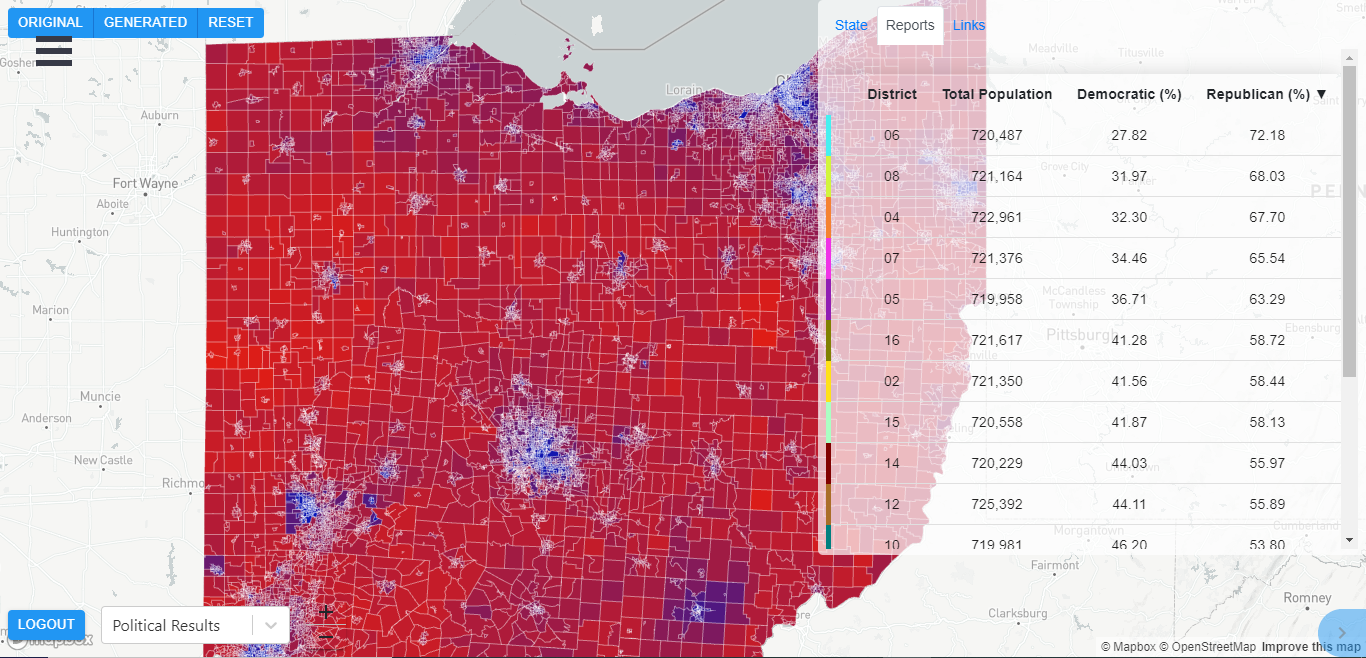 ORIGINAL GENERATED RESET
State Reports Links
District Total Population Democratic (%) Republican (%) ▼
06 720,487 27.82 72.18
08 721,164 31.97 68.03
04 722,961 32.30 67.70
07 721,376 34.46 65.54
05 719,958 36.71 63.29
16 721,617 41.28 58.72
02 721,350 41.56 58.44
15 720,558 41.87 58.13
14 720,229 44.03 55.97
12 725,392 44.11 55.89
10 719,981 46.20 53.80
Goshen
Auburn
Fort Wayne
Aboite
Huntington
Marion
Muncie
Anderson
New Castle
Richmo
Lorain
Meadville
Titusville
Grove City
McCandless
Township
Pittsburgh
Ebensburg
Morgantown
Cumberland
Fairmont
Clarksburg
Romney
LOGOUT
mapbox
Political Results
+
−
© Mapbox © OpenStreetMap Improve this map